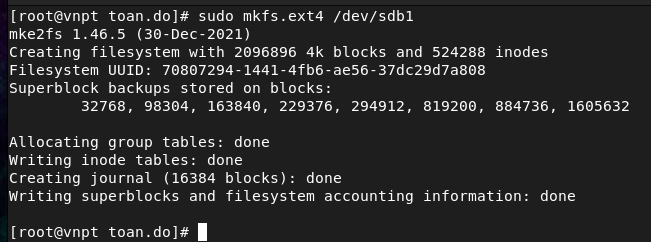 [root@vnpt toan.do]# sudo mkfs.ext4 /dev/sdb1
mke2fs 1.46.5 (30-Dec-2021)
Creating filesystem with 2096896 4k blocks and 524288 inodes
Filesystem UUID: 70807294-1441-4fb6-ae56-37dc29d7a808
Superblock backups stored on blocks:
        32768, 98304, 163840, 229376, 294912, 819200, 884736, 1605632

Allocating group tables: done
Writing inode tables: done
Creating journal (16384 blocks): done
Writing superblocks and filesystem accounting information: done

[root@vnpt toan.do]#